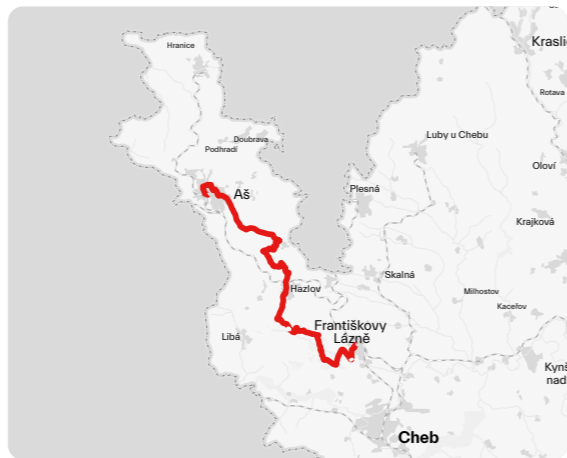 Hranice
Kraslic
Rotava
Doubrava
Podhradí
Luby u Chebu
Oloví
Aš
Plesná
Krajková
Skalná
Hazlov
Milhostov
Kaceřov
Františkovy
Lázně
Libá
Kynš
nad
Cheb